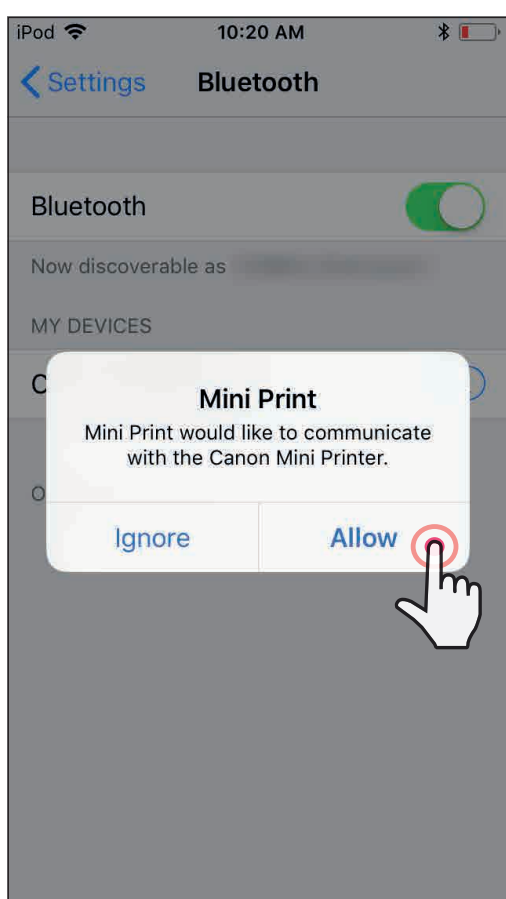 iPod 10:20 AM
Settings Bluetooth
Bluetooth
Now discoverable as
MY DEVICES
C
Mini Print
Mini Print would like to communicate
with the Canon Mini Printer.
O
Ignore Allow